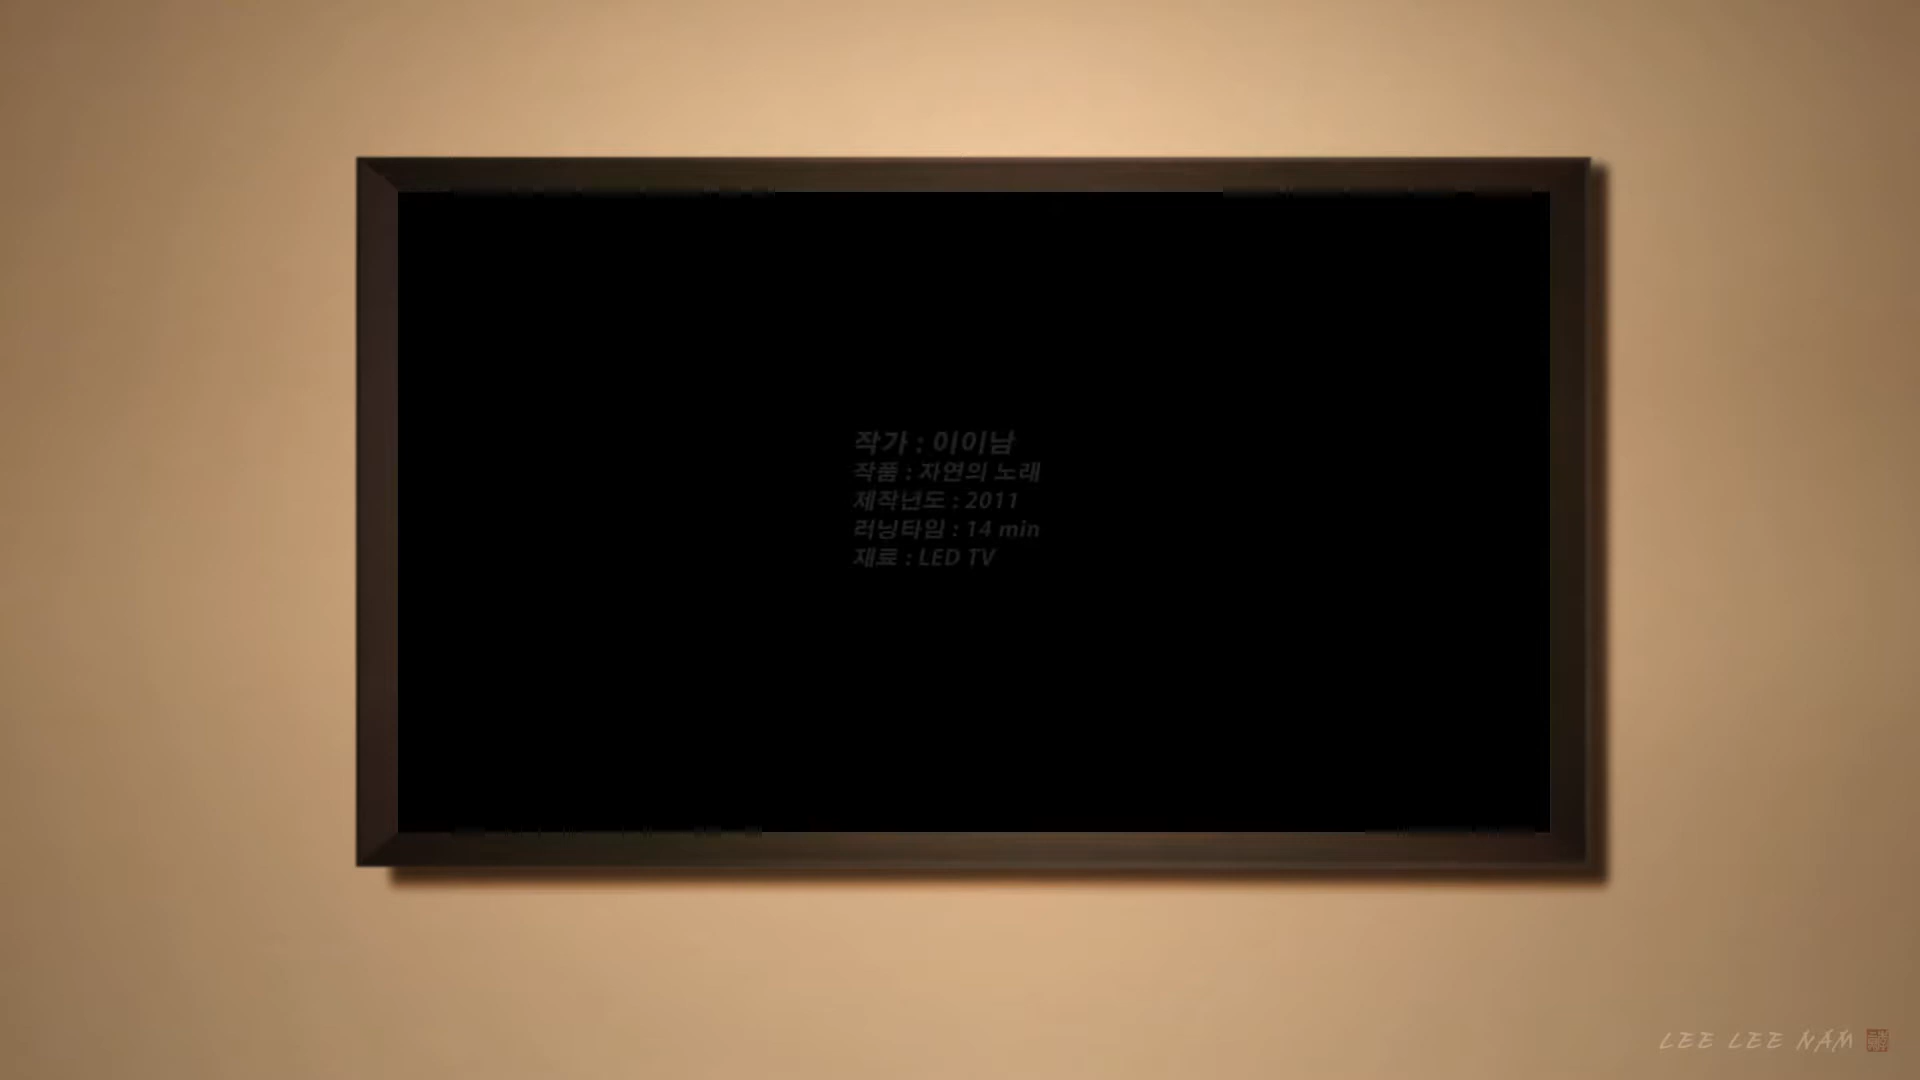 작가 : 이이남
작품 : 자연의 노래
제작년도 : 2011
러닝타임 : 14 min
재료 : LED TV
LEE LEE NAM